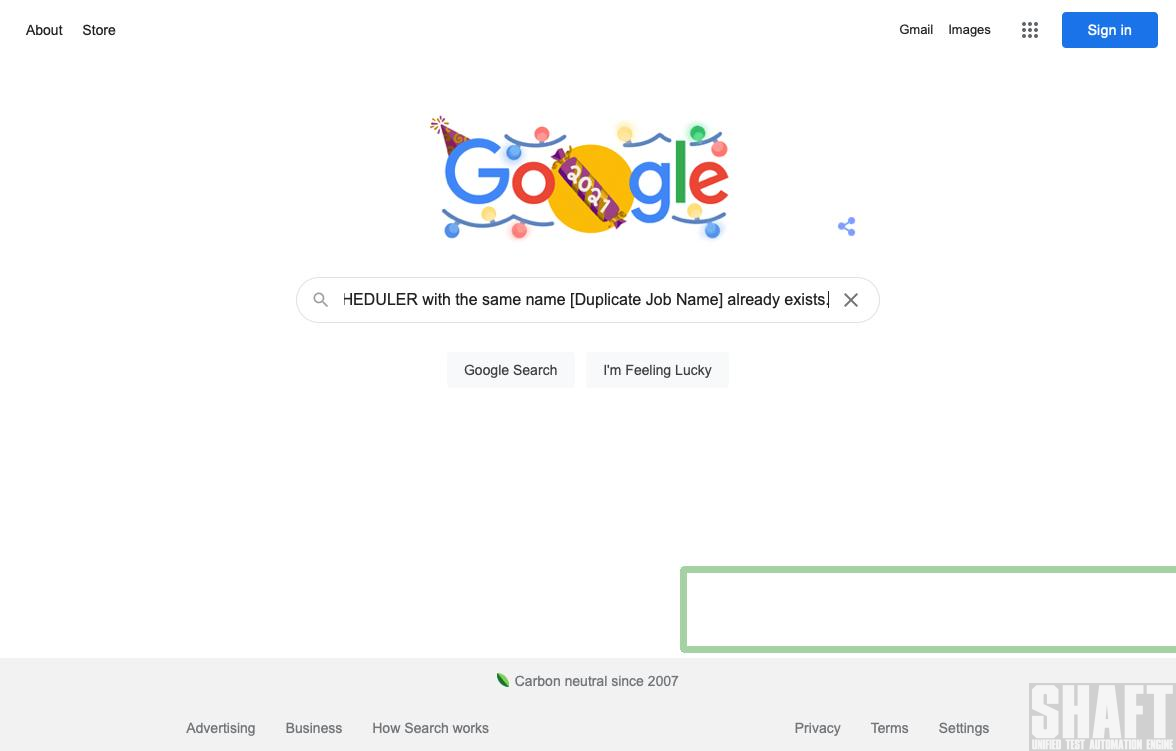 About Store
Gmail Images
Sign in
Google
2021
HEDULER with the same name [Duplicate Job Name] already exists.
Google Search
I'm Feeling Lucky
Carbon neutral since 2007
Advertising Business How Search works
Privacy Terms Settings
SHAFT
UNIFIED TEST AUTOMATION ENGINE